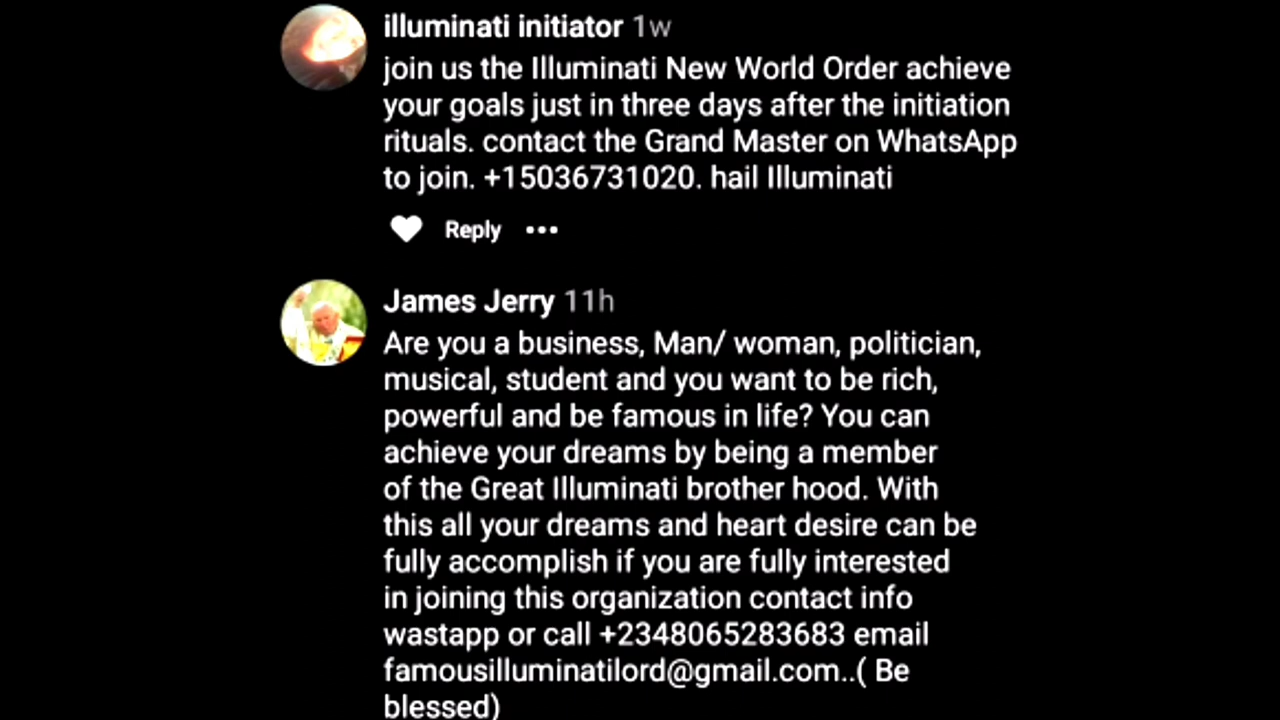 illuminati initiator 1w
join us the Illuminati New World Order achieve
your goals just in three days after the initiation
rituals. contact the Grand Master on WhatsApp
to join. +15036731020. hail Illuminati
Reply
James Jerry 11h
Are you a business, Man/ woman, politician,
musical, student and you want to be rich,
powerful and be famous in life? You can
achieve your dreams by being a member
of the Great Illuminati brother hood. With
this all your dreams and heart desire can be
fully accomplish if you are fully interested
in joining this organization contact info
wastapp or call +2348065283683 email
famousilluminatilord@gmail.com..( Be
blessed)